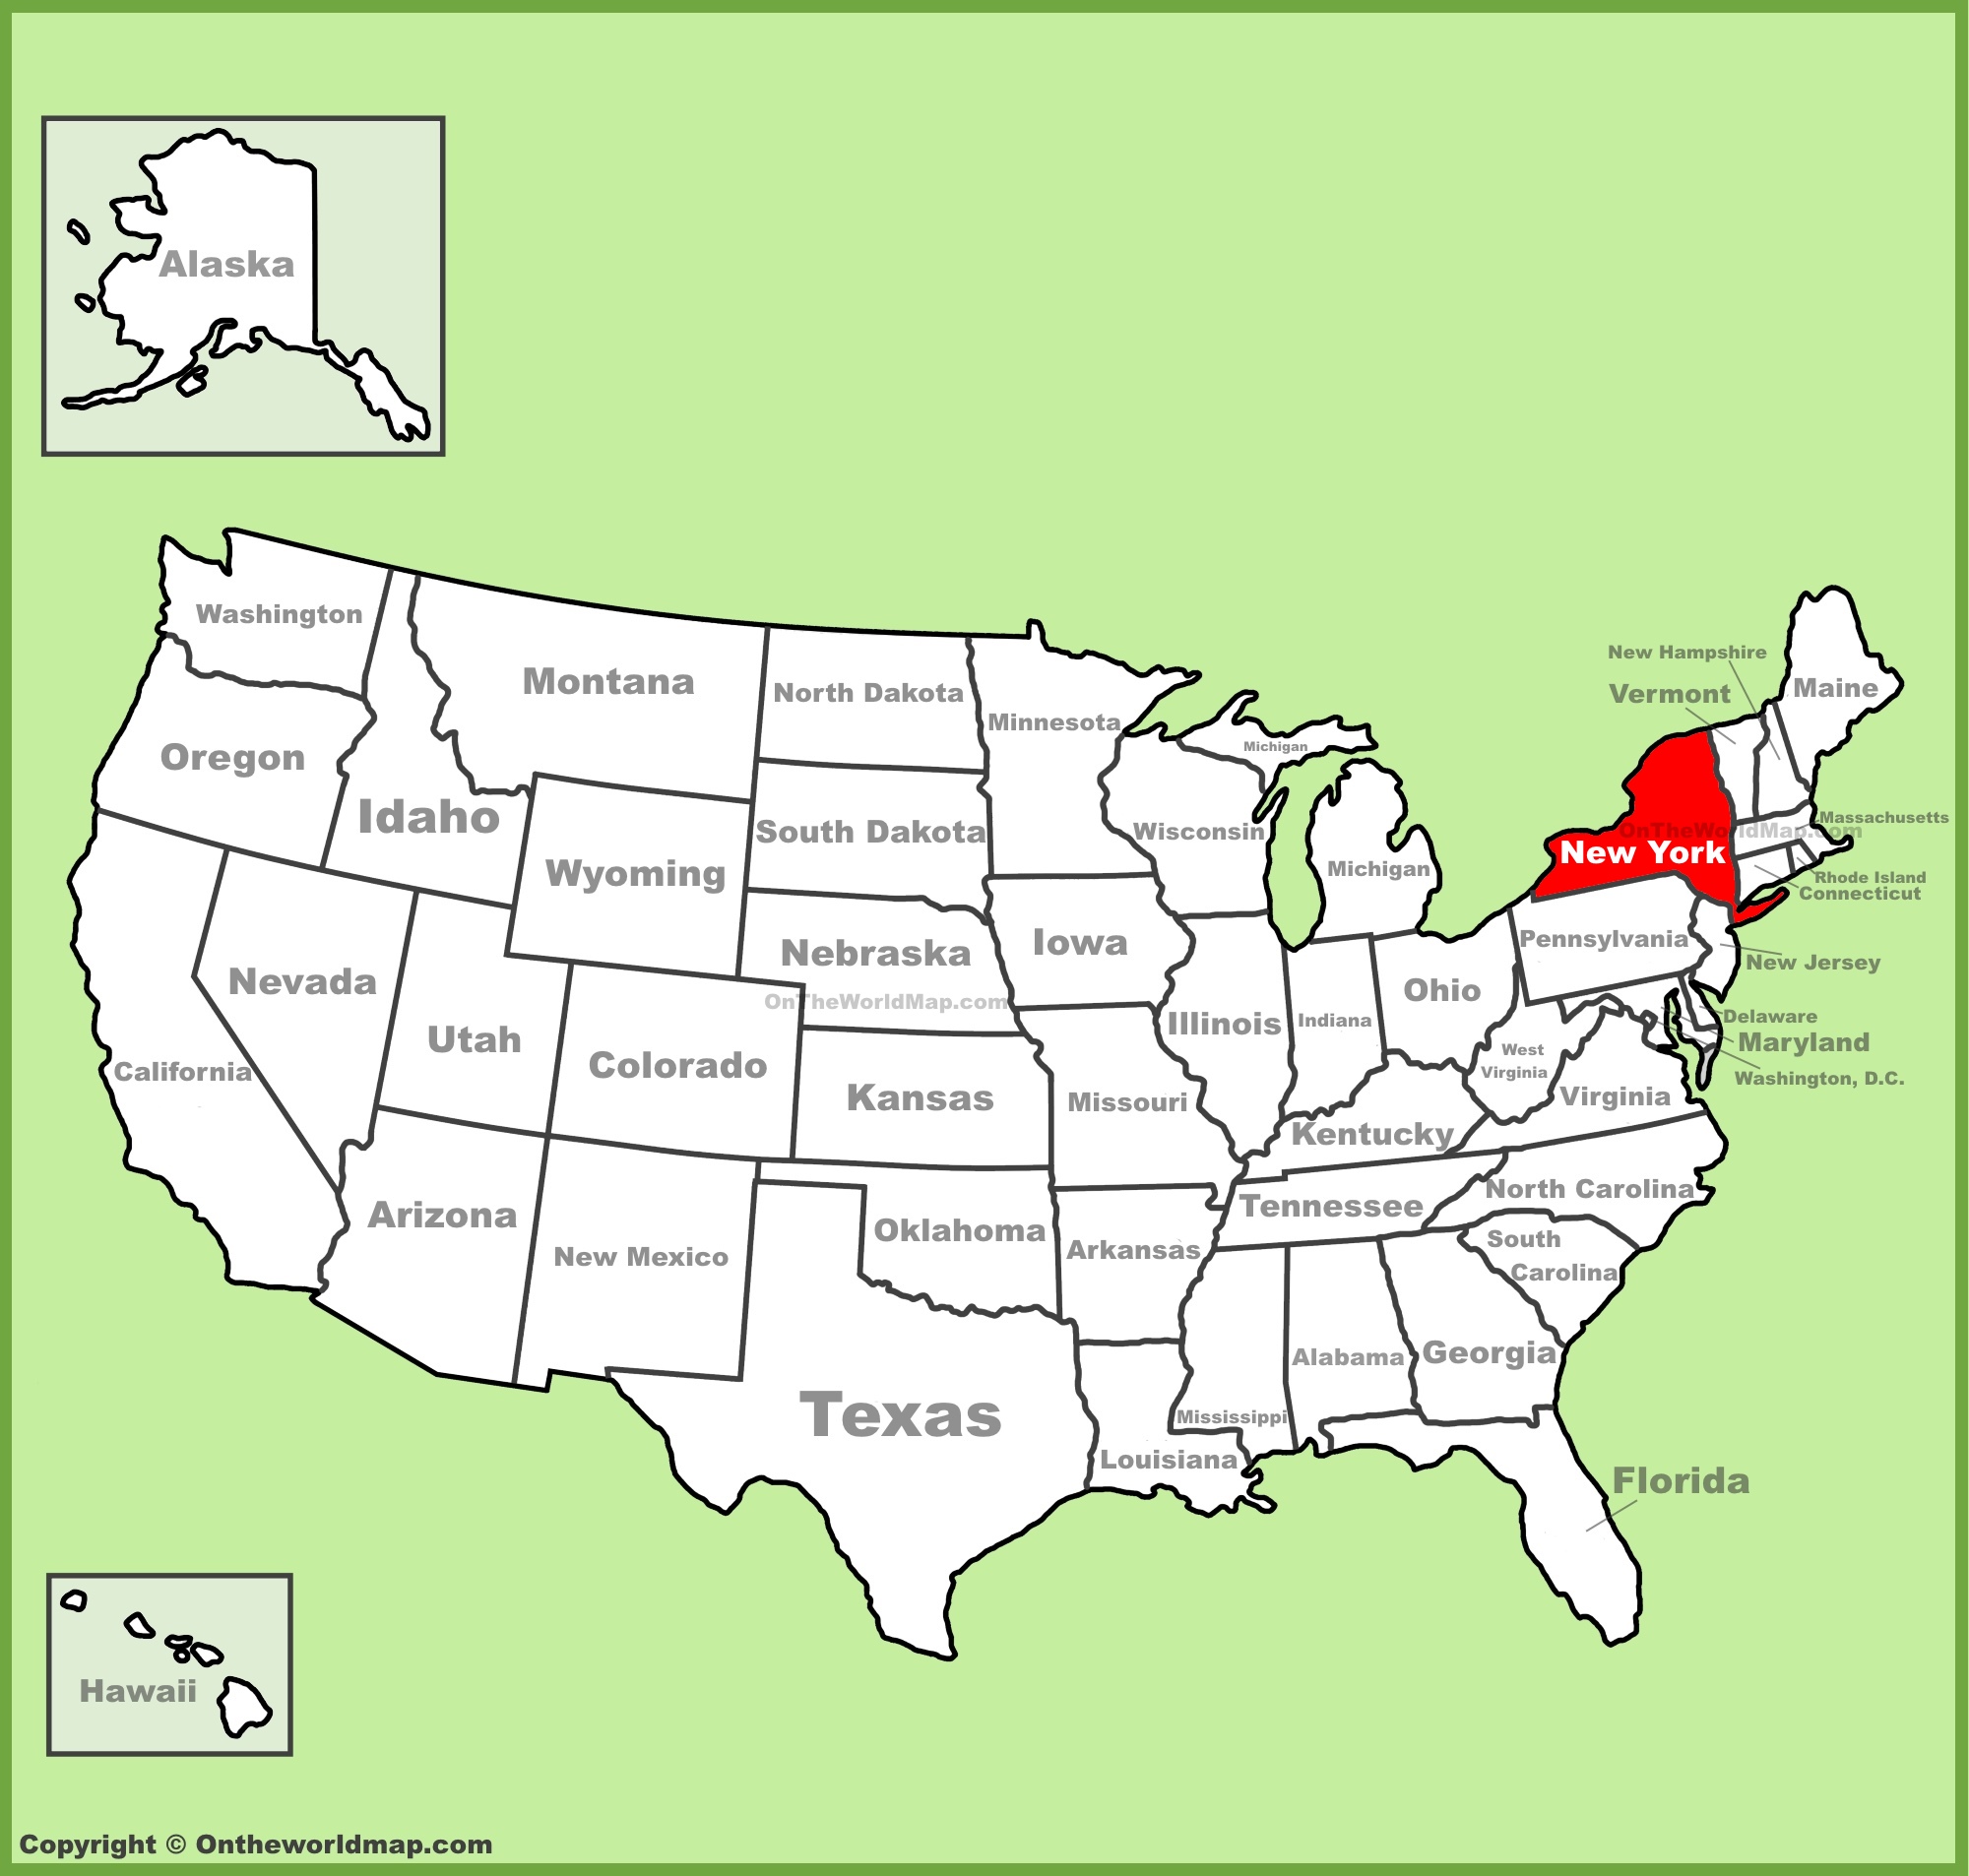 Alaska
Washington
Montana
North Dakota
Minnesota
Michigan
New Hampshire
Vermont
Maine
Oregon
Idaho
Wyoming
South Dakota
Wisconsin
Michigan
OnTheWorldMap.com
New York
Massachusetts
Rhode Island
Connecticut
Nebraska
Iowa
Pennsylvania
New Jersey
Nevada
OnTheWorldMap.com
Utah
Colorado
Kansas
Missouri
Illinois
Indiana
Ohio
West
Virginia
Delaware
Maryland
Washington, D.C.
California
Virginia
Kentucky
Arizona
New Mexico
Oklahoma
Arkansas
Tennessee
North Carolina
South
Carolina
Texas
Louisiana
Mississippi
Alabama
Georgia
Florida
Hawaii
Copyright © Ontheworldmap.com